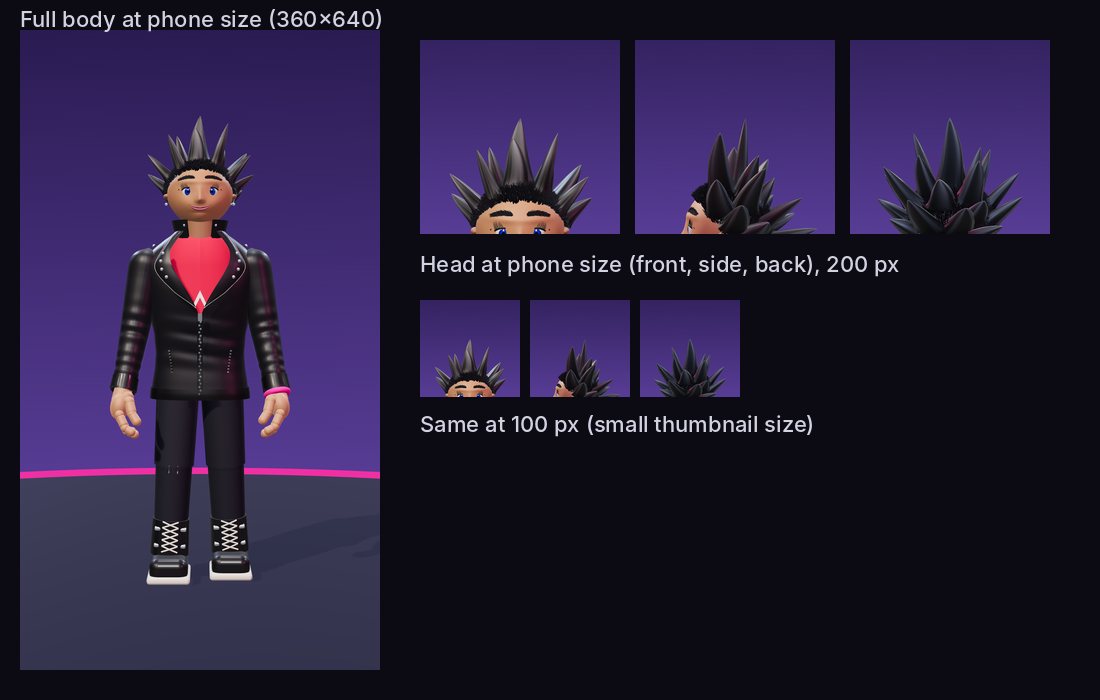 Full body at phone size (360×640)
Head at phone size (front, side, back), 200 px
Same at 100 px (small thumbnail size)